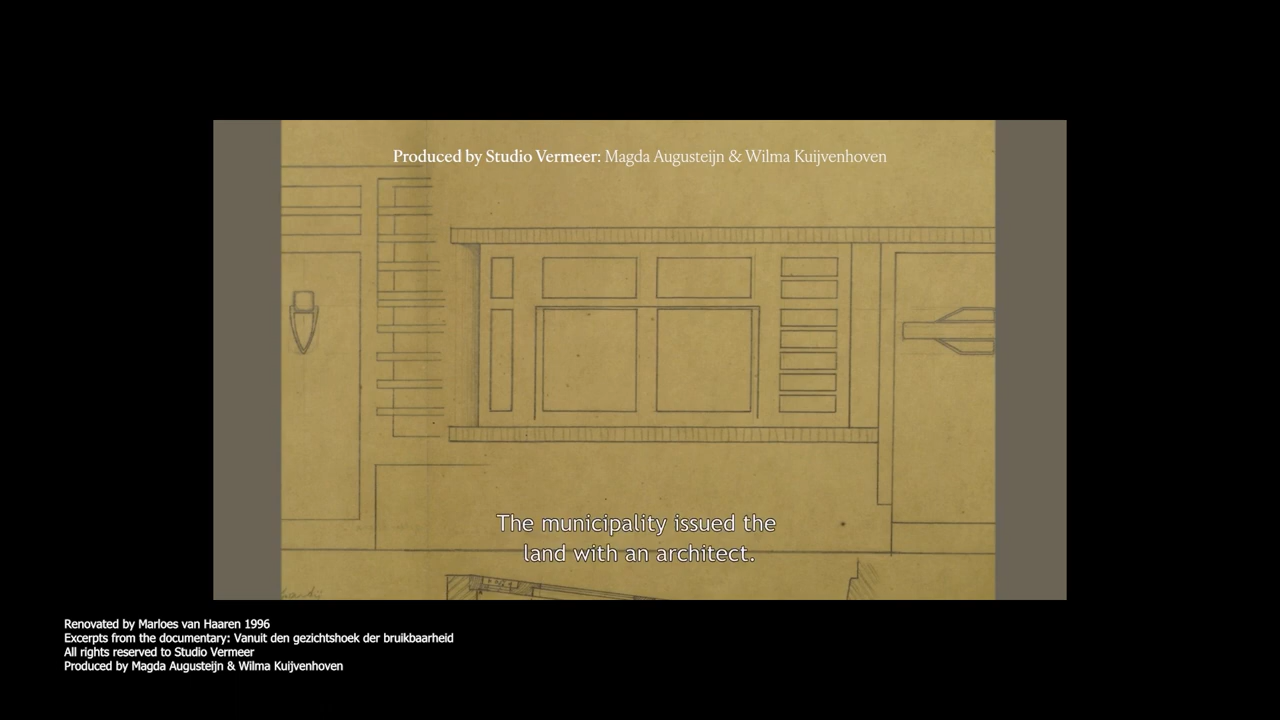 Produced by Studio Vermeer: Magda Augusteijn & Wilma Kuijvenhoven
The municipality issued the
land with an architect.
Renovated by Marloes van Haaren 1996
Excerpts from the documentary: Vanuit den gezichtshoek der bruikbaarheid
All rights reserved to Studio Vermeer
Produced by Magda Augusteijn & Wilma Kuijvenhoven